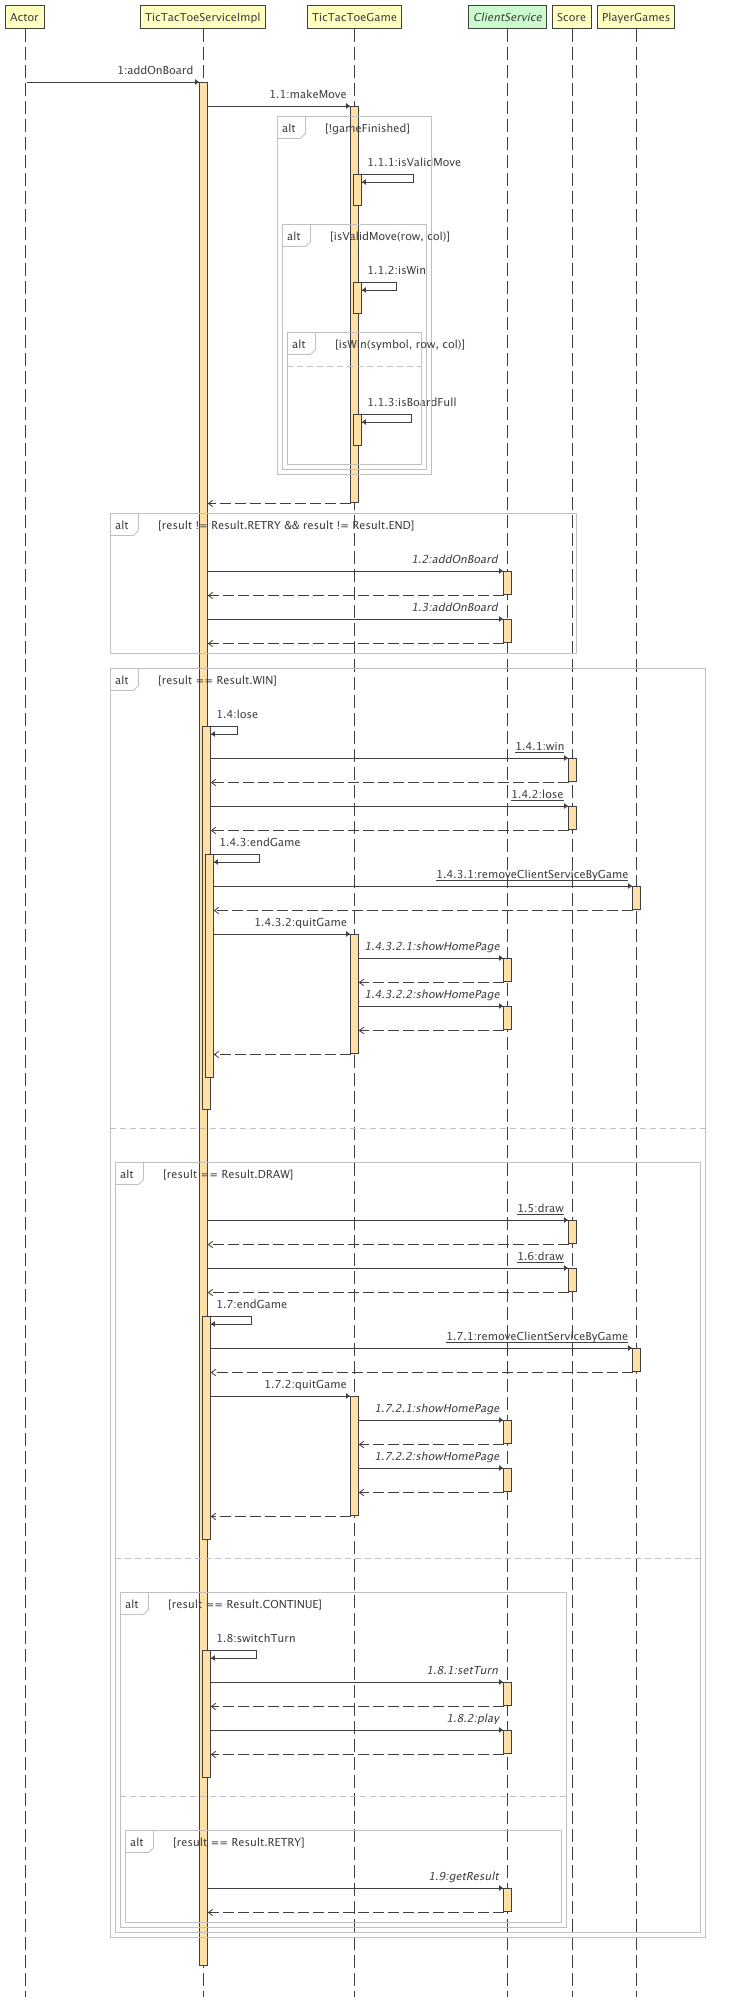 Actor
TicTacToeServiceImpl
TicTacToeGame
ClientService
Score
PlayerGames
1:addOnBoard
1.1:makeMove
alt [!gameFinished]
1.1.1:isValidMove
alt [isValidMove(row, col)]
1.1.2:isWin
alt [isWin(symbol, row, col)]
1.1.3:isBoardFull
alt [result != Result.RETRY && result != Result.END]
1.2:addOnBoard
1.3:addOnBoard
alt [result == Result.WIN]
1.4:lose
1.4.1:win
1.4.2:lose
1.4.3:endGame
1.4.3.1:removeClientServiceByGame
1.4.3.2:quitGame
1.4.3.2.1:showHomePage
1.4.3.2.2:showHomePage
alt [result == Result.DRAW]
1.5:draw
1.6:draw
1.7:endGame
1.7.1:removeClientServiceByGame
1.7.2:quitGame
1.7.2.1:showHomePage
1.7.2.2:showHomePage
alt [result == Result.CONTINUE]
1.8:switchTurn
1.8.1:setTurn
1.8.2:play
alt [result == Result.RETRY]
1.9:getResult